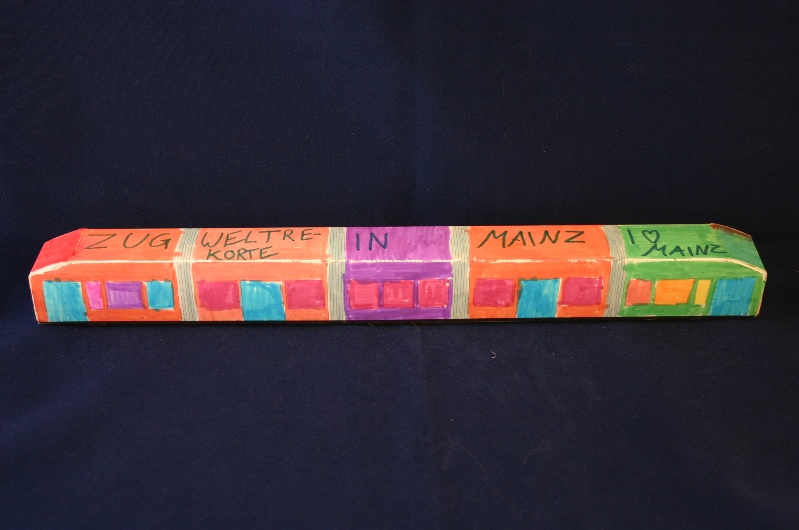 ZUG WELTRE-
KORTE IN MAINZ I ♡
MAINZ